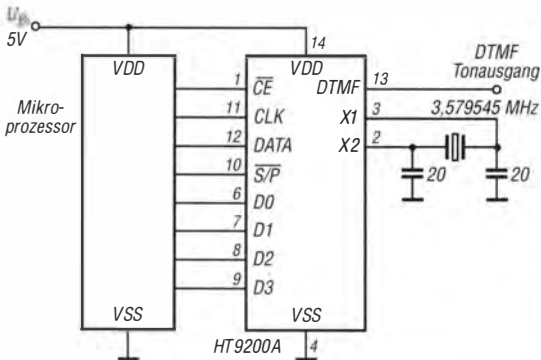 5V
14
VDD
VDD
DTMF
Tonausgang
Mikro-
prozessor
1
CE
DTMF
13
11
CLK
X1
3
3,579545 MHz
12
DATA
X2
2
10
S/P
20
20
6
D0
7
D1
8
D2
9
D3
VSS
VSS
HT9200A
4